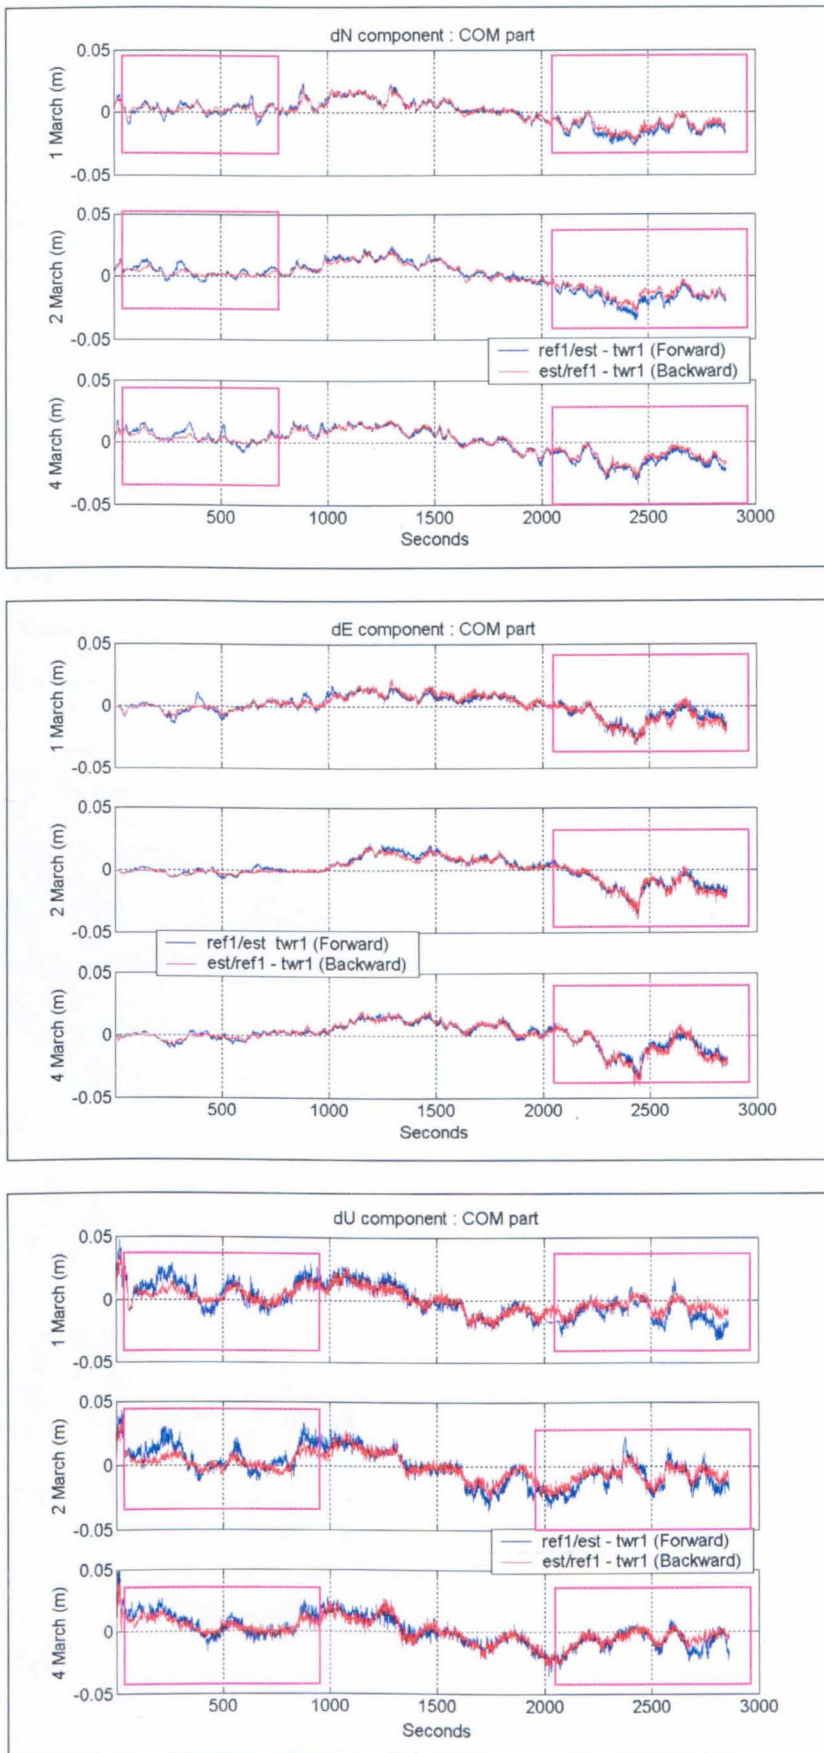 dN component : COM part
0.05
0
-0.05
1 March (m)
0.05
0
-0.05
2 March (m)
ref1/est - twr1 (Forward)
est/ref1 - twr1 (Backward)
0.05
0
-0.05
4 March (m)
500 1000 1500 2000 2500 3000
Seconds
dE component : COM part
0.05
0
-0.05
1 March (m)
0.05
0
-0.05
2 March (m)
ref1/est twr1 (Forward)
est/ref1 - twr1 (Backward)
0.05
0
-0.05
4 March (m)
500 1000 1500 2000 2500 3000
Seconds
dU component : COM part
0.05
0
-0.05
1 March (m)
0.05
0
-0.05
2 March (m)
ref1/est - twr1 (Forward)
est/ref1 - twr1 (Backward)
0.05
0
-0.05
4 March (m)
500 1000 1500 2000 2500 3000
Seconds